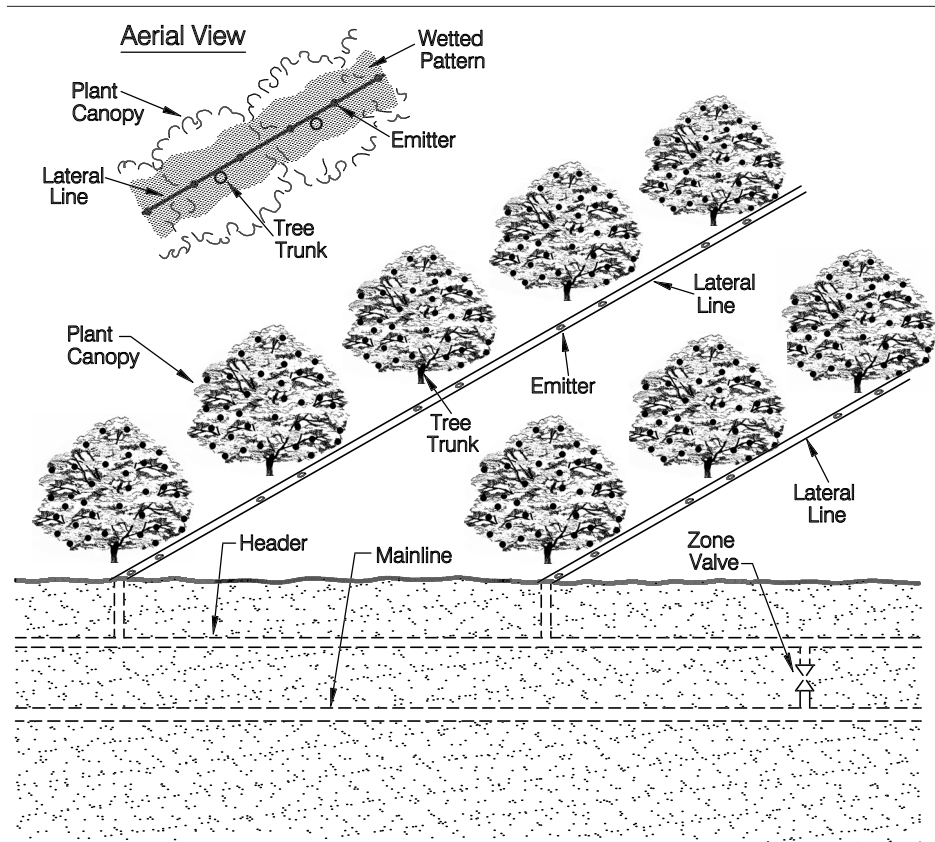 Aerial View
Wetted
Pattern
Plant
Canopy
Emitter
Lateral
Line
Tree
Trunk
Lateral
Line
Plant
Canopy
Emitter
Tree
Trunk
Lateral
Line
Header
Mainline
Zone
Valve